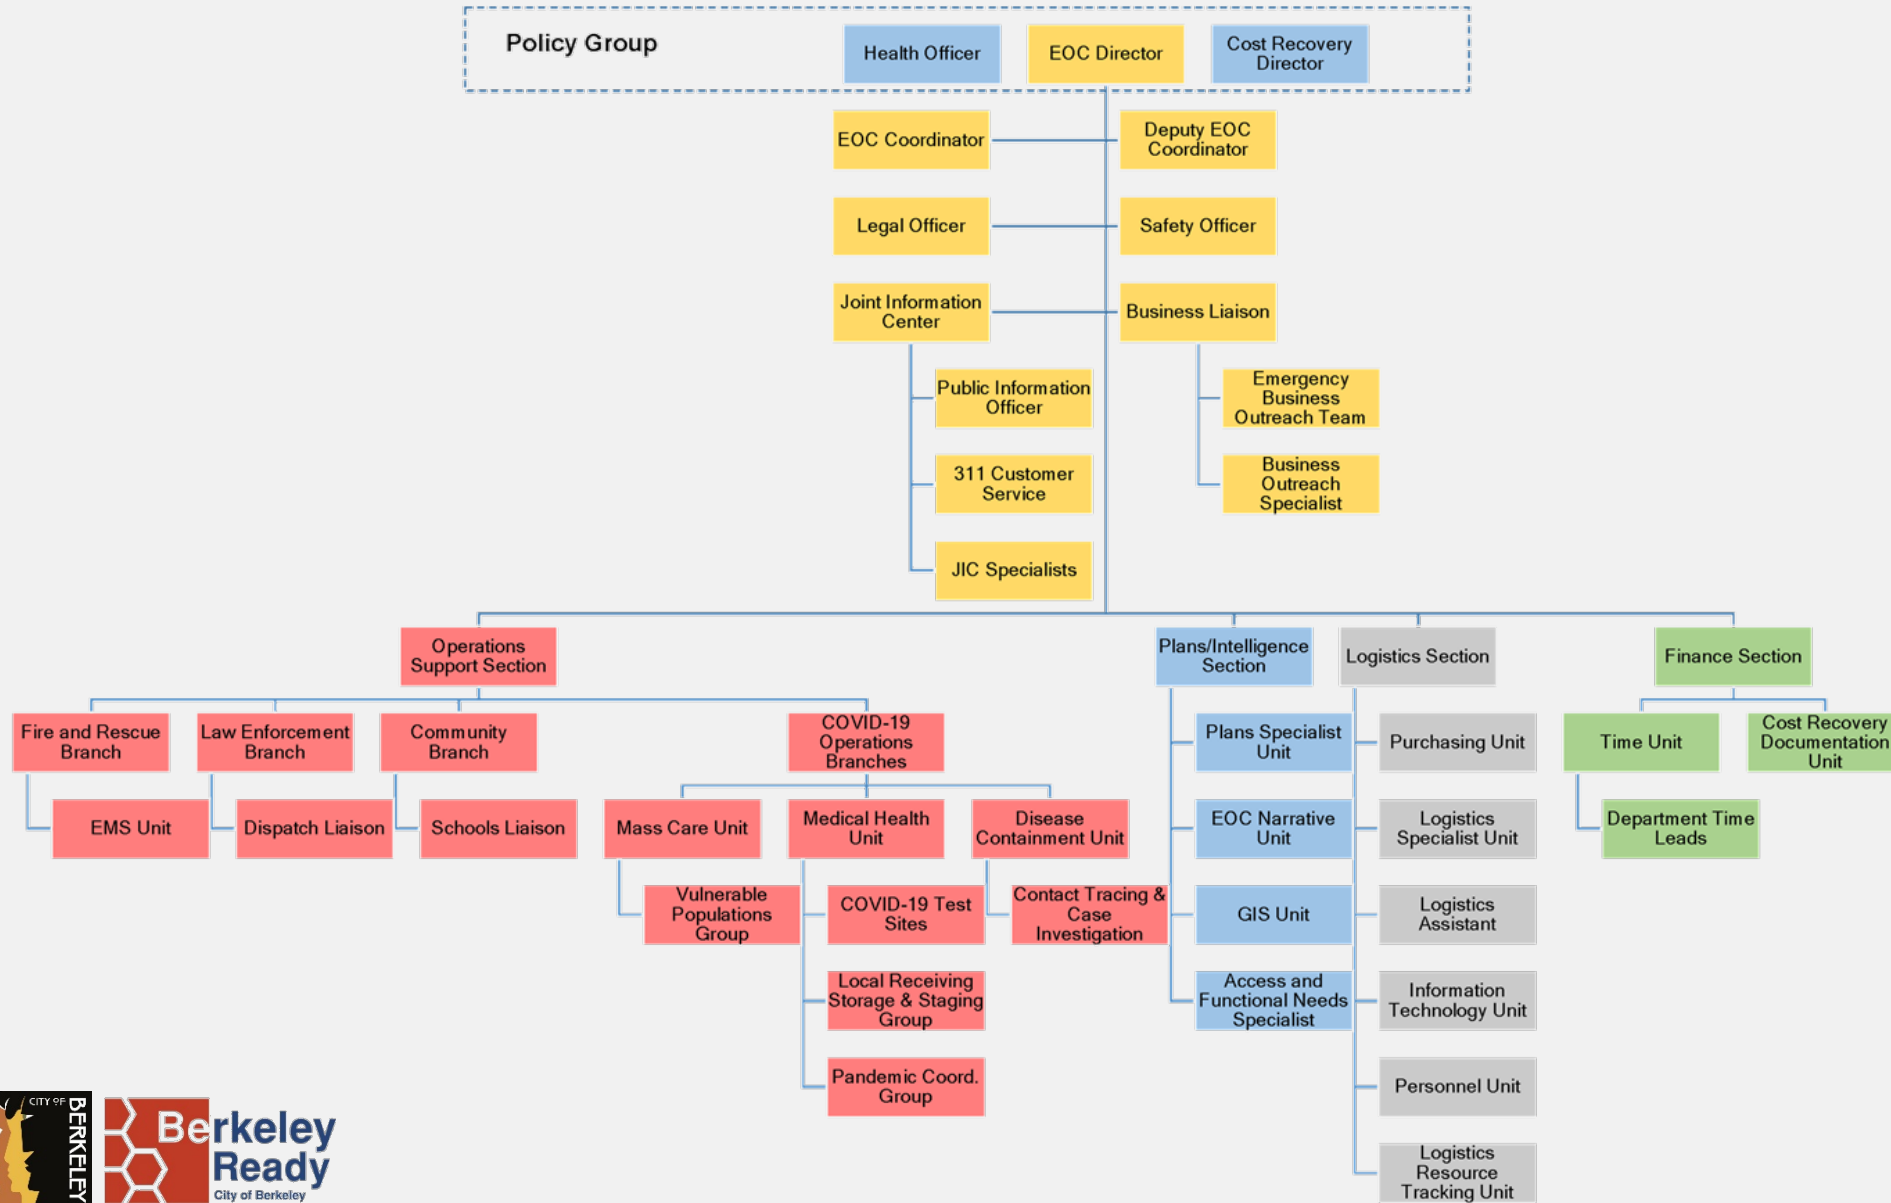 Policy Group
Health Officer
EOC Director
Cost Recovery
Director
EOC Coordinator
Deputy EOC
Coordinator
Legal Officer
Safety Officer
Joint Information
Center
Business Liaison
Public Information
Officer
Emergency
Business
Outreach Team
311 Customer
Service
Business
Outreach
Specialist
JIC Specialists
Operations
Support Section
Plans/Intelligence
Section
Logistics Section
Finance Section
Fire and Rescue
Branch
Law Enforcement
Branch
Community
Branch
COVID-19
Operations
Branches
Plans Specialist
Unit
Purchasing Unit
Time Unit
Cost Recovery
Documentation
Unit
EMS Unit
Dispatch Liaison
Schools Liaison
Mass Care Unit
Medical Health
Unit
Disease
Containment Unit
EOC Narrative
Unit
Logistics
Specialist Unit
Department Time
Leads
Vulnerable
Populations
Group
COVID-19 Test
Sites
Contact Tracing &
Case
Investigation
GIS Unit
Logistics
Assistant
Local Receiving
Storage & Staging
Group
Access and
Functional Needs
Specialist
Information
Technology Unit
Pandemic Coord.
Group
Personnel Unit
Logistics
Resource
Tracking Unit
CITY OF
BERKELEY
Berkeley
Ready
City of Berkeley